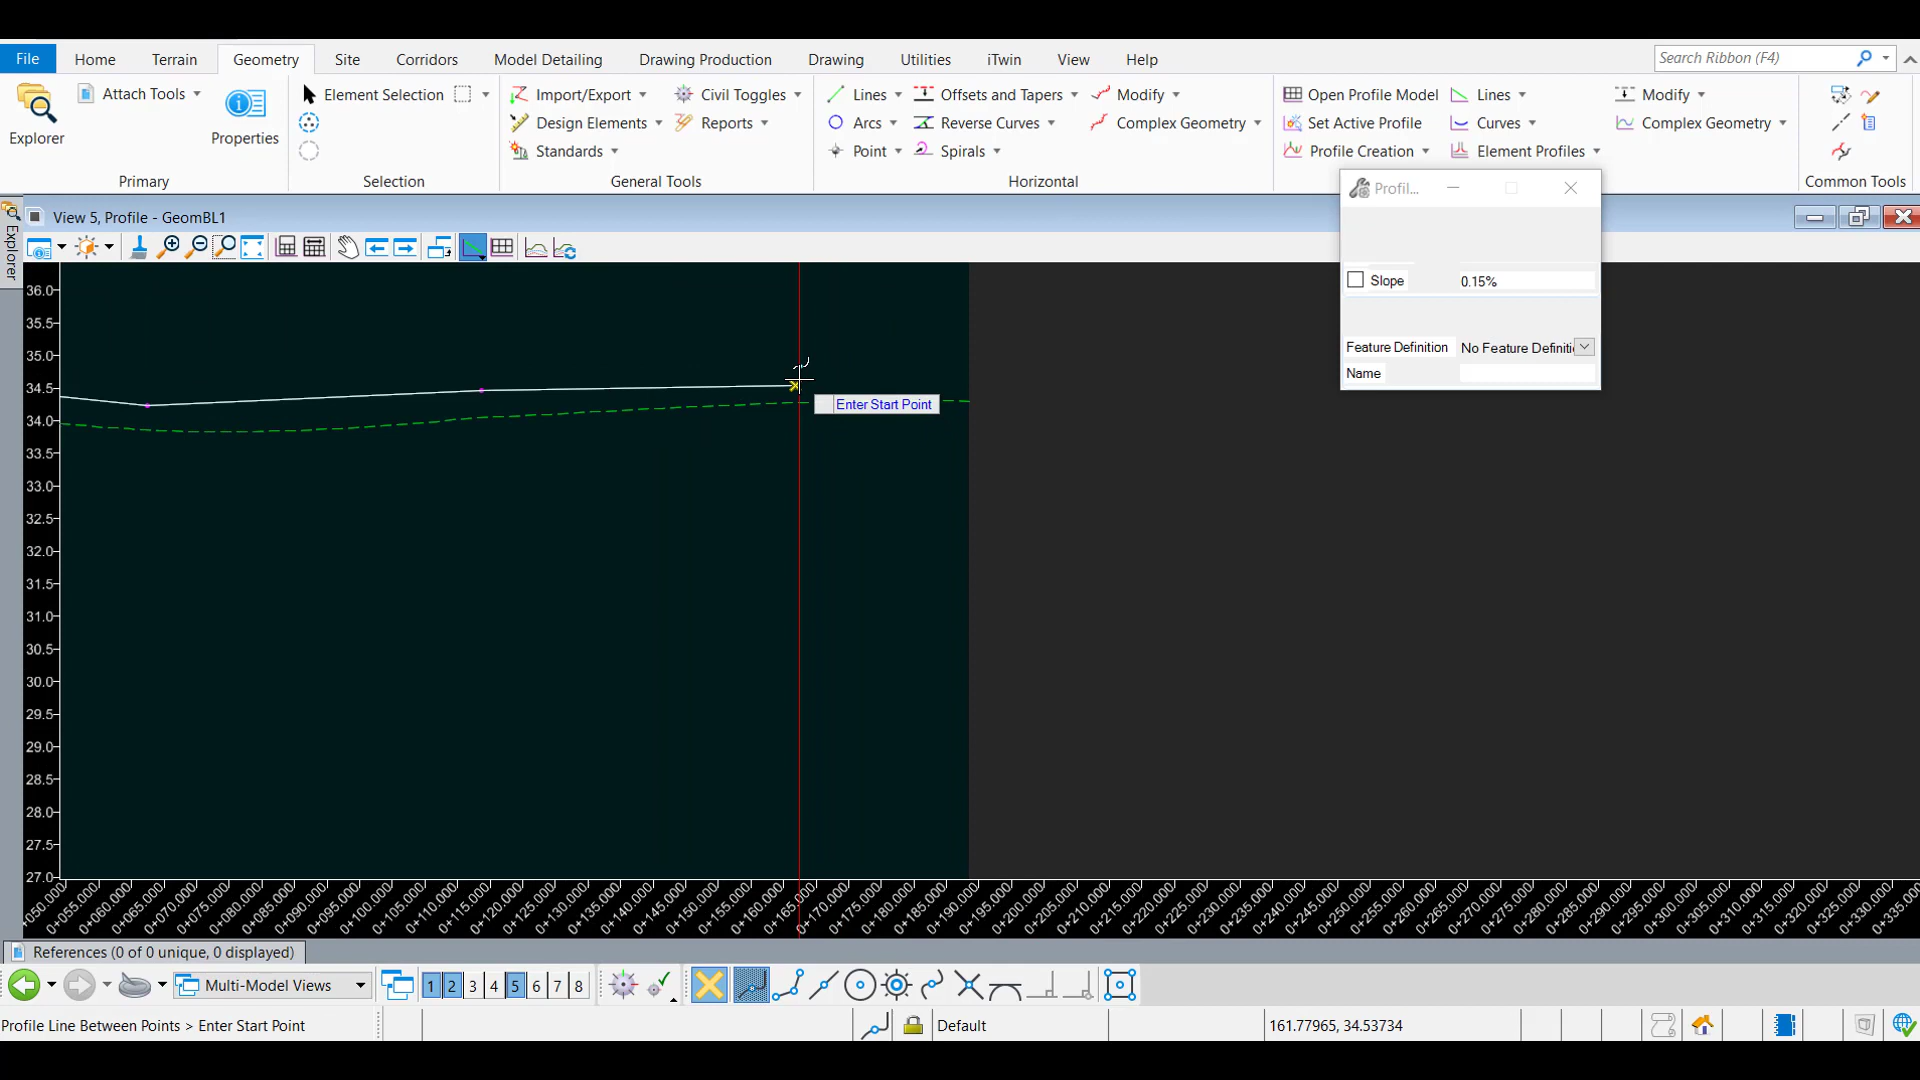 File Home Terrain Geometry Site Corridors Model Detailing Drawing Production Drawing Utilities iTwin View Help Search Ribbon (F4)
Explorer
Attach Tools
Properties
Primary
Element Selection
Selection
Import/Export Civil Toggles
Design Elements Reports
Standards
General Tools
Lines Offsets and Tapers Modify
Arcs Reverse Curves Complex Geometry
Point Spirals
Horizontal
Open Profile Model Lines Modify
Set Active Profile Curves Complex Geometry
Profile Creation Element Profiles
Common Tools
Explorer
View 5, Profile - GeomBL1
Profil...
Slope 0.15%
Feature Definition No Feature Definiti
Name
36.0
35.5
35.0
34.5
34.0
33.5
33.0
32.5
32.0
31.5
31.0
30.5
30.0
29.5
29.0
28.5
28.0
27.5
27.0
Enter Start Point
+050.000 0+055.000 0+060.000 0+065.000 0+070.000 0+075.000 0+080.000 0+085.000 0+090.000 0+095.000 0+100.000 0+105.000 0+110.000 0+115.000 0+120.000 0+125.000 0+130.000 0+135.000 0+140.000 0+145.000 0+150.000 0+155.000 0+160.000 0+165.000 0+170.000 0+175.000 0+180.000 0+185.000 0+190.000 0+195.000 0+200.000 0+205.000 0+210.000 0+215.000 0+220.000 0+225.000 0+230.000 0+235.000 0+240.000 0+245.000 0+250.000 0+255.000 0+260.000 0+265.000 0+270.000 0+275.000 0+280.000 0+285.000 0+290.000 0+295.000 0+300.000 0+305.000 0+310.000 0+315.000 0+320.000 0+325.000 0+330.000 0+335.000
References (0 of 0 unique, 0 displayed)
Multi-Model Views 1 2 3 4 5 6 7 8
Profile Line Between Points > Enter Start Point Default 161.77965, 34.53734